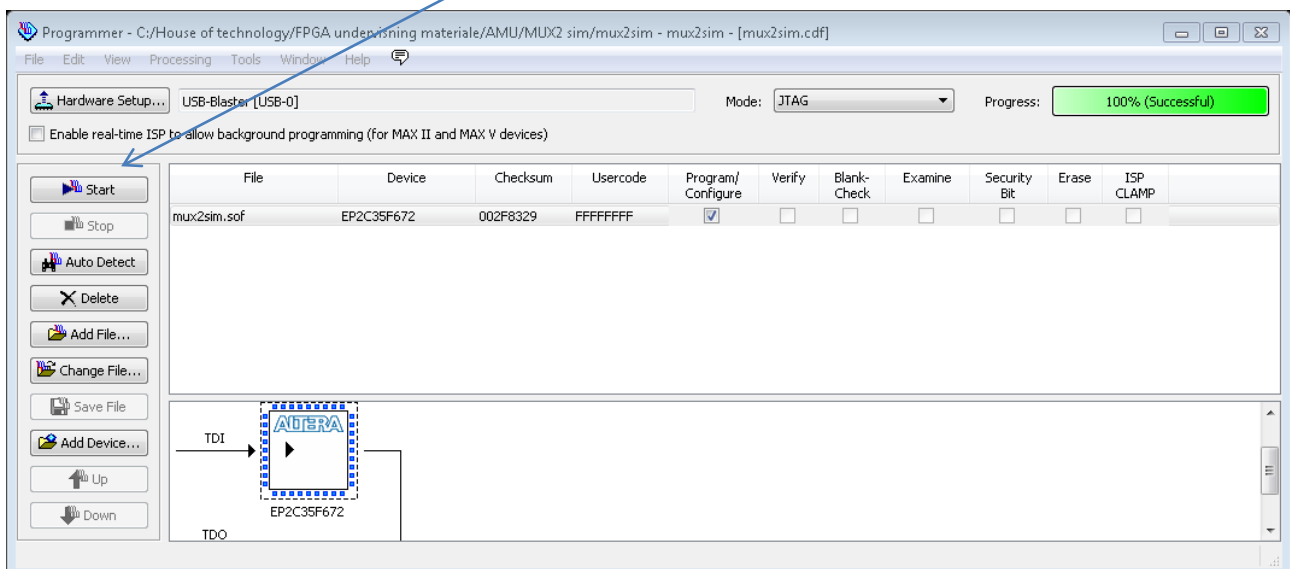 Programmer - C:/House of technology/FPGA undervisning materiale/AMU/MUX2 sim/mux2sim - mux2sim - [mux2sim.cdf]
File Edit View Processing Tools Window Help
Hardware Setup... USB-Blaster [USB-0] Mode: JTAG Progress: 100% (Successful)
Enable real-time ISP to allow background programming (for MAX II and MAX V devices)
Start
Stop
Auto Detect
Delete
Add File...
Change File...
Save File
Add Device...
Up
Down
File Device Checksum Usercode Program/ Verify Blank- Examine Security Erase ISP
Configure Check Bit CLAMP
mux2sim.sof EP2C35F672 002F8329 FFFFFFFF
ALTERA
TDI
EP2C35F672
TDO